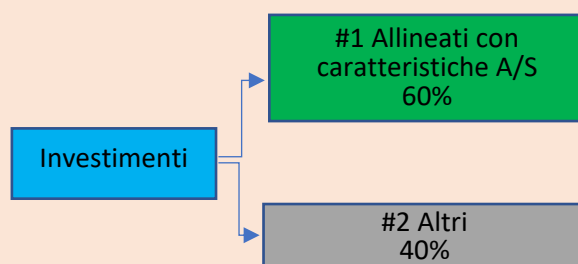 #1 Allineati con
caratteristiche A/S
60%
Investimenti
#2 Altri
40%